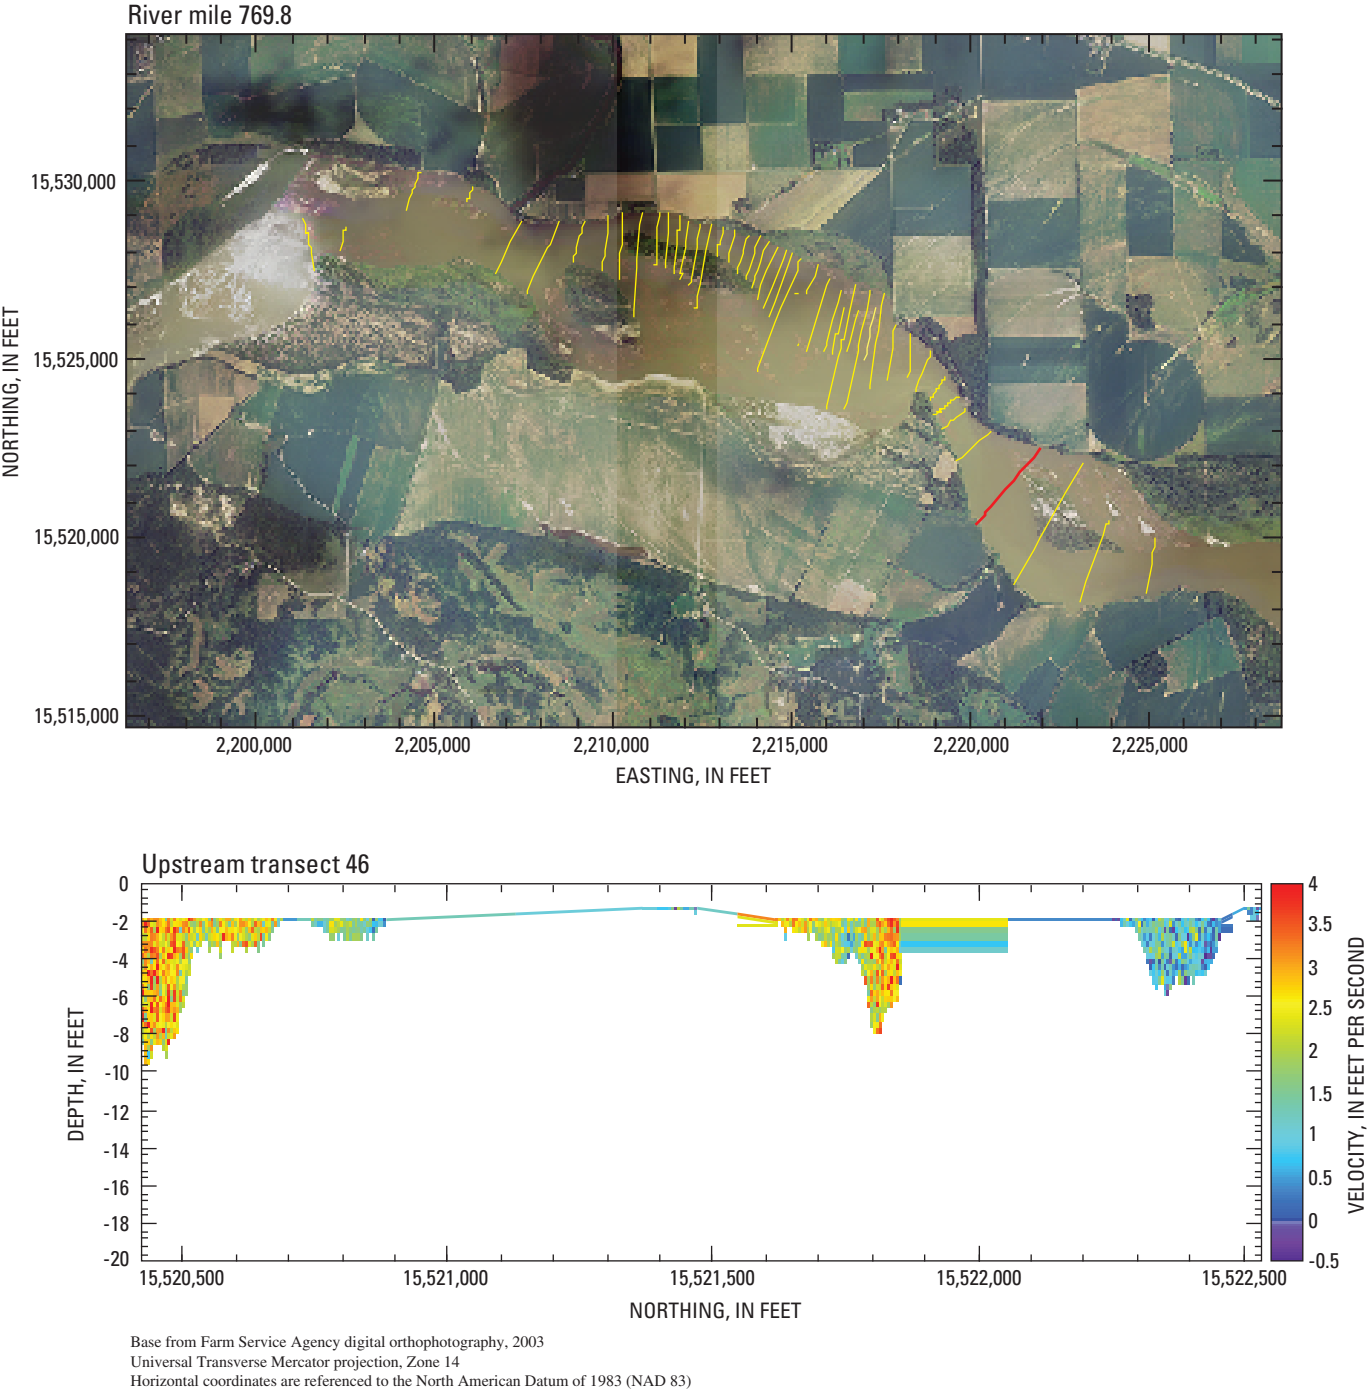 River mile 769.8
15,530,000
15,525,000
15,520,000
15,515,000
NORTHING, IN FEET
2,200,000 2,205,000 2,210,000 2,215,000 2,220,000 2,225,000
EASTING, IN FEET
Upstream transect 46
0
-2
-4
-6
-8
-10
-12
-14
-16
-18
-20
DEPTH, IN FEET
15,520,500 15,521,000 15,521,500 15,522,000 15,522,500
NORTHING, IN FEET
4
3.5
3
2.5
2
1.5
1
0.5
0
-0.5
VELOCITY, IN FEET PER SECOND
Base from Farm Service Agency digital orthophotography, 2003
Universal Transverse Mercator projection, Zone 14
Horizontal coordinates are referenced to the North American Datum of 1983 (NAD 83)